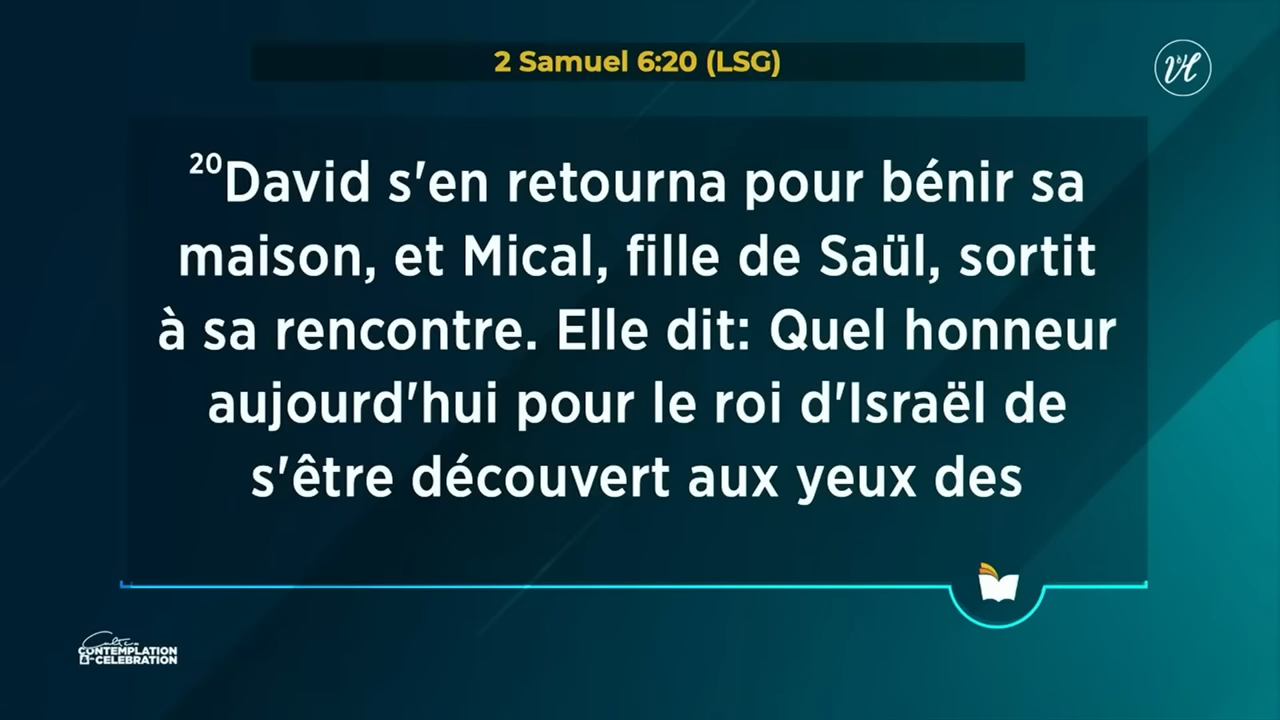 2 Samuel 6:20 (LSG)
20David s'en retourna pour bénir sa
maison, et Mical, fille de Saül, sortit
à sa rencontre. Elle dit: Quel honneur
aujourd'hui pour le roi d'Israël de
s'être découvert aux yeux des
CONTEMPLATION
CELEBRATION